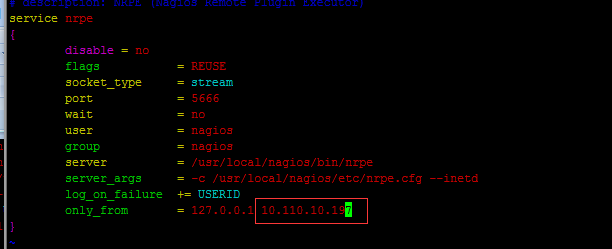 # description: NRPE (Nagios Remote Plugin Executor)
service nrpe
{
disable = no
flags = REUSE
socket_type = stream
port = 5666
wait = no
user = nagios
group = nagios
server = /usr/local/nagios/bin/nrpe
server_args = -c /usr/local/nagios/etc/nrpe.cfg --inetd
log_on_failure += USERID
only_from = 127.0.0.1 10.110.10.197
}
~